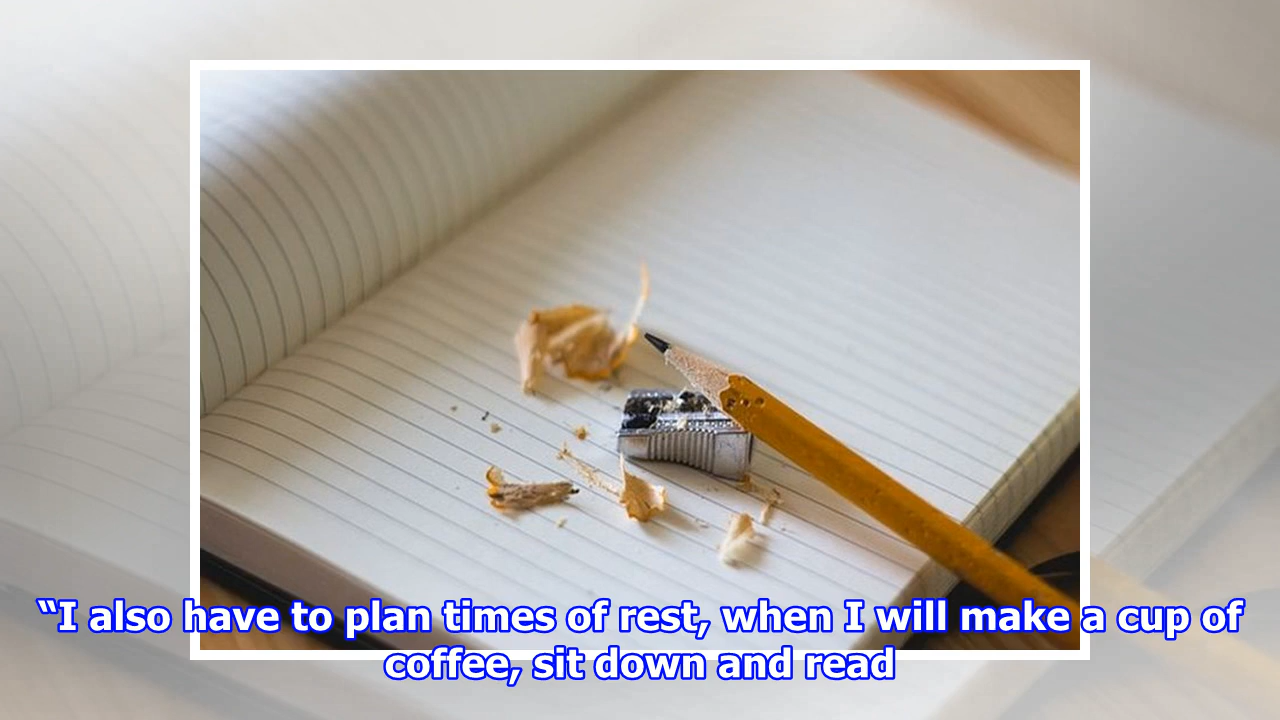 “I also have to plan times of rest, when I will make a cup of
coffee, sit down and read